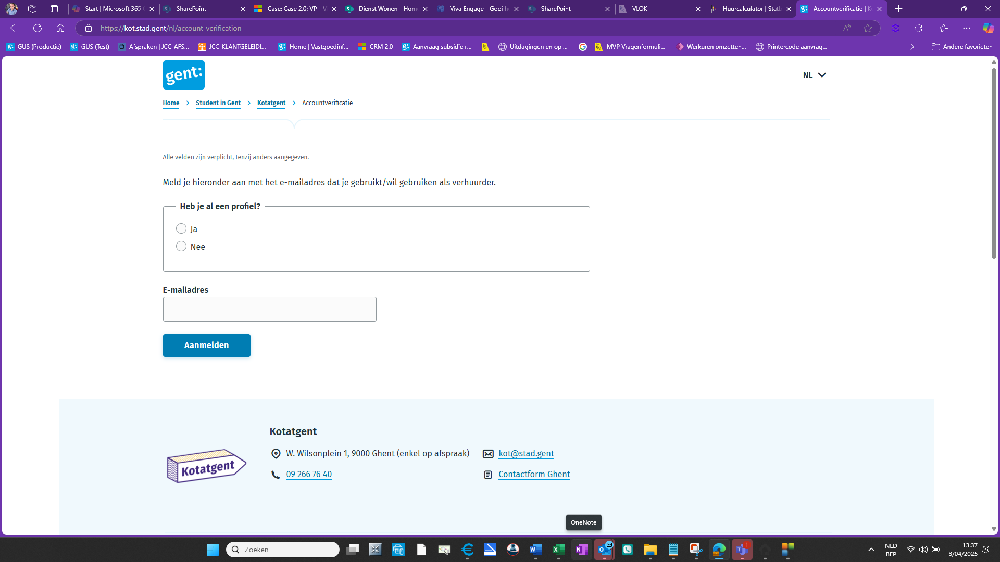 Start | Microsoft 365
SharePoint
Case: Case 2.0: VP - V
Dienst Wonen - Hom
Viva Engage - Gooi h
SharePoint
VLOK
Huurcalculator | Statb
Accountverificatie | K
https://kot.stad.gent/nl/account-verification
GUS (Productie)
GUS (Test)
Afspraken | JCC-AFS...
JCC-KLANTGELEIDI...
Home | Vastgoedinf...
CRM 2.0
Aanvraag subsidie r...
Uitdagingen en opl...
MVP Vragenformuli...
Werkuren omzetten...
Printercode aanvrag...
Andere favorieten
gent:
NL
Home > Student in Gent > Kotatgent > Accountverificatie
Alle velden zijn verplicht, tenzij anders aangegeven.
Meld je hieronder aan met het e-mailadres dat je gebruikt/wil gebruiken als verhuurder.
Heb je al een profiel?
Ja
Nee
E-mailadres
Aanmelden
Kotatgent
Kotatgent
W. Wilsonplein 1, 9000 Ghent (enkel op afspraak)
kot@stad.gent
09 266 76 40
Contactform Ghent
OneNote
Zoeken
1
NLD
BEP
13:37
3/04/2025